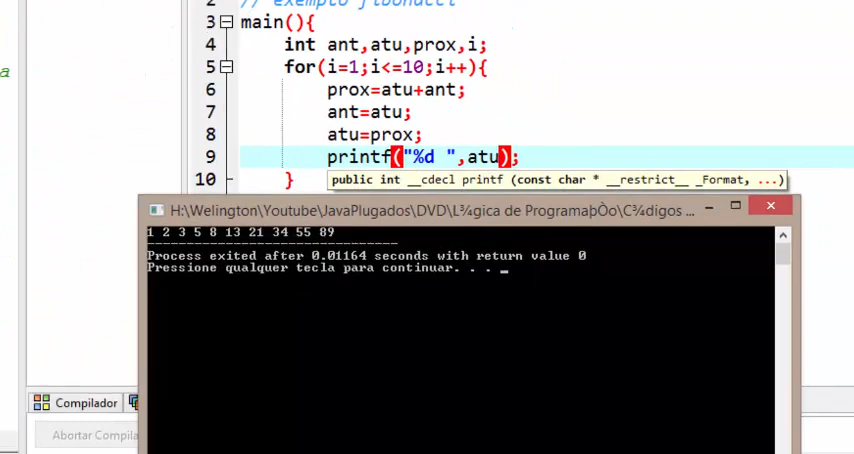 2 // exemplo fibonacci
3 main(){
4 int ant,atu,prox,i;
5 for(i=1;i<=10;i++){
6 prox=atu+ant;
7 ant=atu;
8 atu=prox;
9 printf("%d ",atu);
10 }
public int __cdecl printf (const char * __restrict__ _Format, ...)
H:\Welington\Youtube\JavaPlugados\DVD\L¾gica de ProgramaþÒo\C¾digos ...
1 2 3 5 8 13 21 34 55 89
--------------------------------
Process exited after 0.01164 seconds with return value 0
Pressione qualquer tecla para continuar. . . _
a
Compilador
Abortar Compila